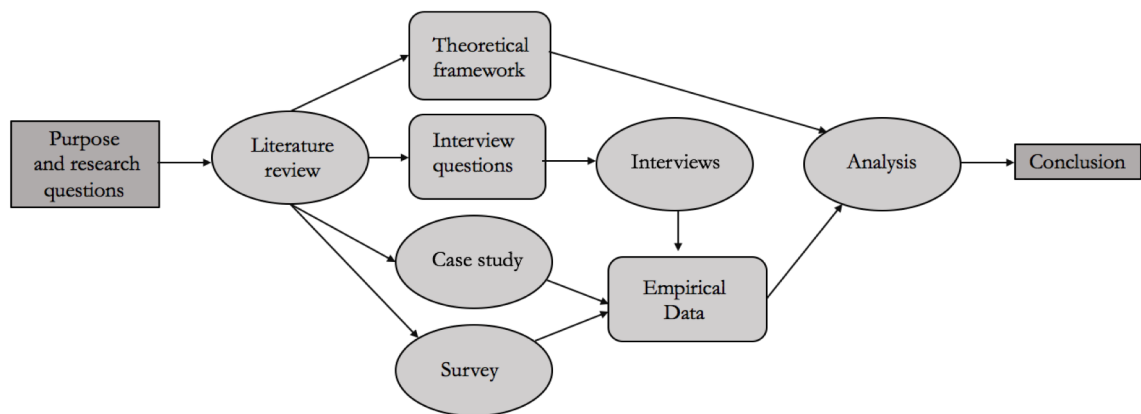 Purpose
and research
questions
Literature
review
Theoretical
framework
Interview
questions
Interviews
Case study
Survey
Empirical
Data
Analysis
Conclusion